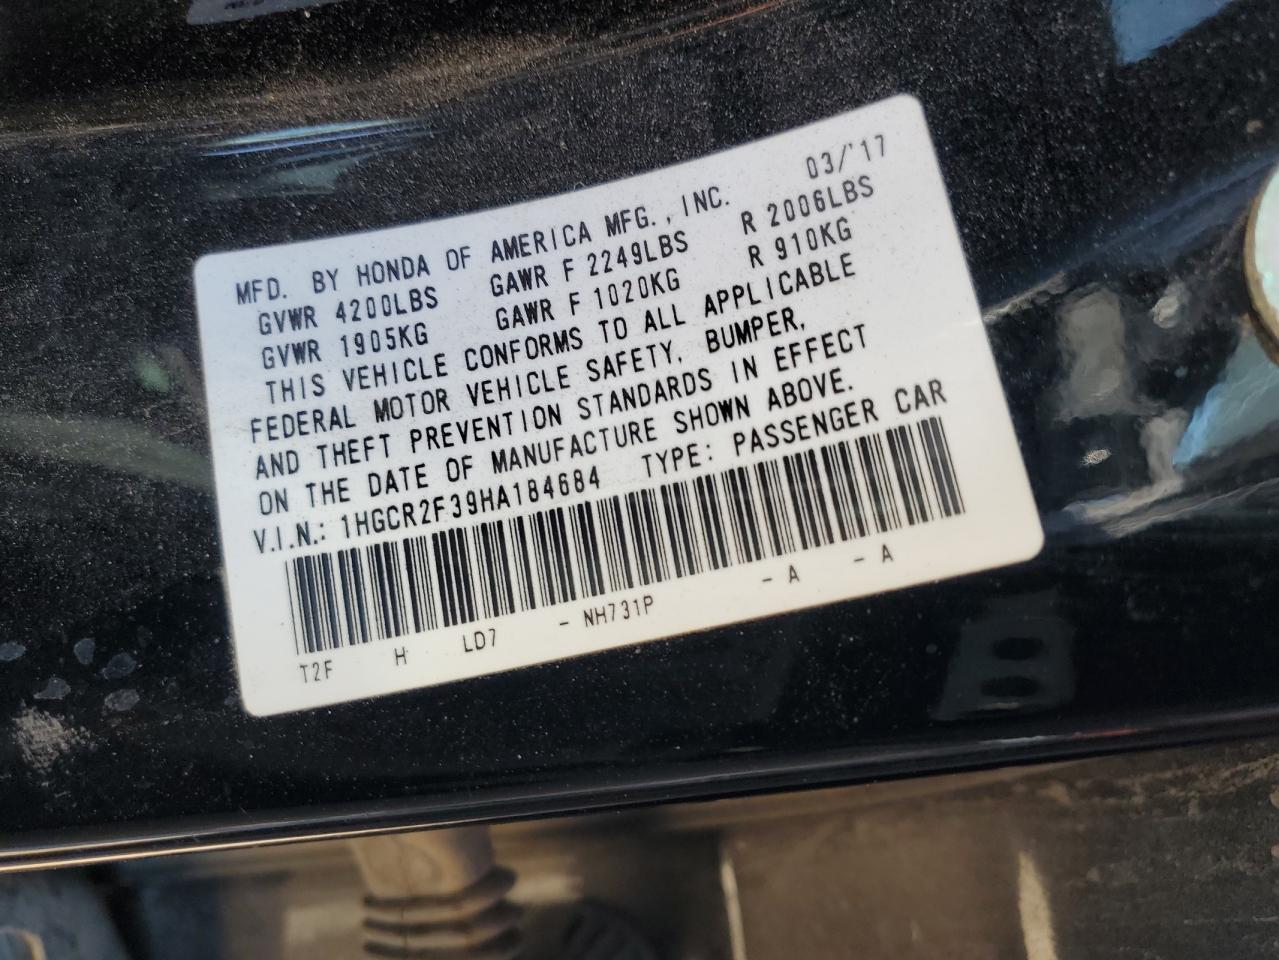 MFD. BY HONDA OF AMERICA MFG., INC. 03/'17
GVWR 4200LBS GAWR F 2249LBS R 2006LBS
GVWR 1905KG GAWR F 1020KG R 910KG
THIS VEHICLE CONFORMS TO ALL APPLICABLE
FEDERAL MOTOR VEHICLE SAFETY, BUMPER,
AND THEFT PREVENTION STANDARDS IN EFFECT
ON THE DATE OF MANUFACTURE SHOWN ABOVE.
V.I.N.: 1HGCR2F39HA184684 TYPE: PASSENGER CAR
T2F H LD7 - NH731P - A - A